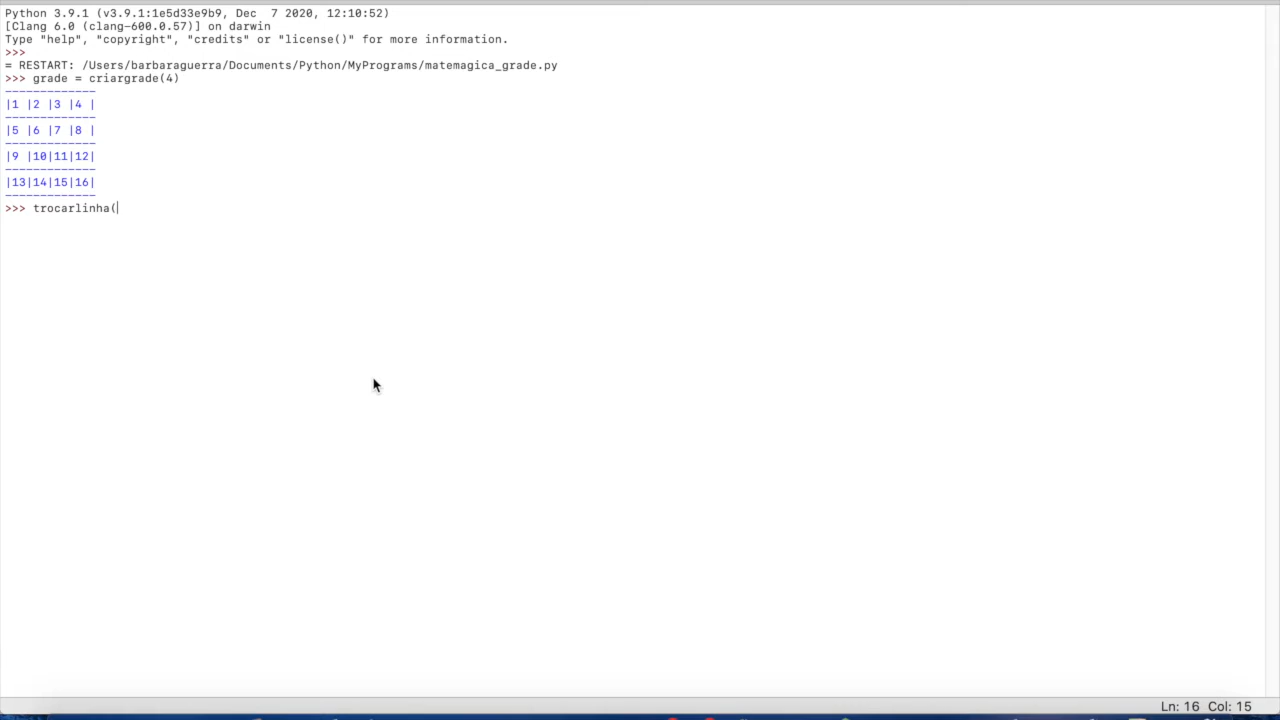 Python 3.9.1 (v3.9.1:1e5d33e9b9, Dec  7 2020, 12:10:52)
[Clang 6.0 (clang-600.0.57)] on darwin
Type "help", "copyright", "credits" or "license()" for more information.
>>>
= RESTART: /Users/barbaraguerra/Documents/Python/MyPrograms/matemagica_grade.py
>>> grade = criargrade(4)
-------------
|1 |2 |3 |4 |
-------------
|5 |6 |7 |8 |
-------------
|9 |10|11|12|
-------------
|13|14|15|16|
-------------
>>> trocarlinha(
Ln: 16  Col: 15